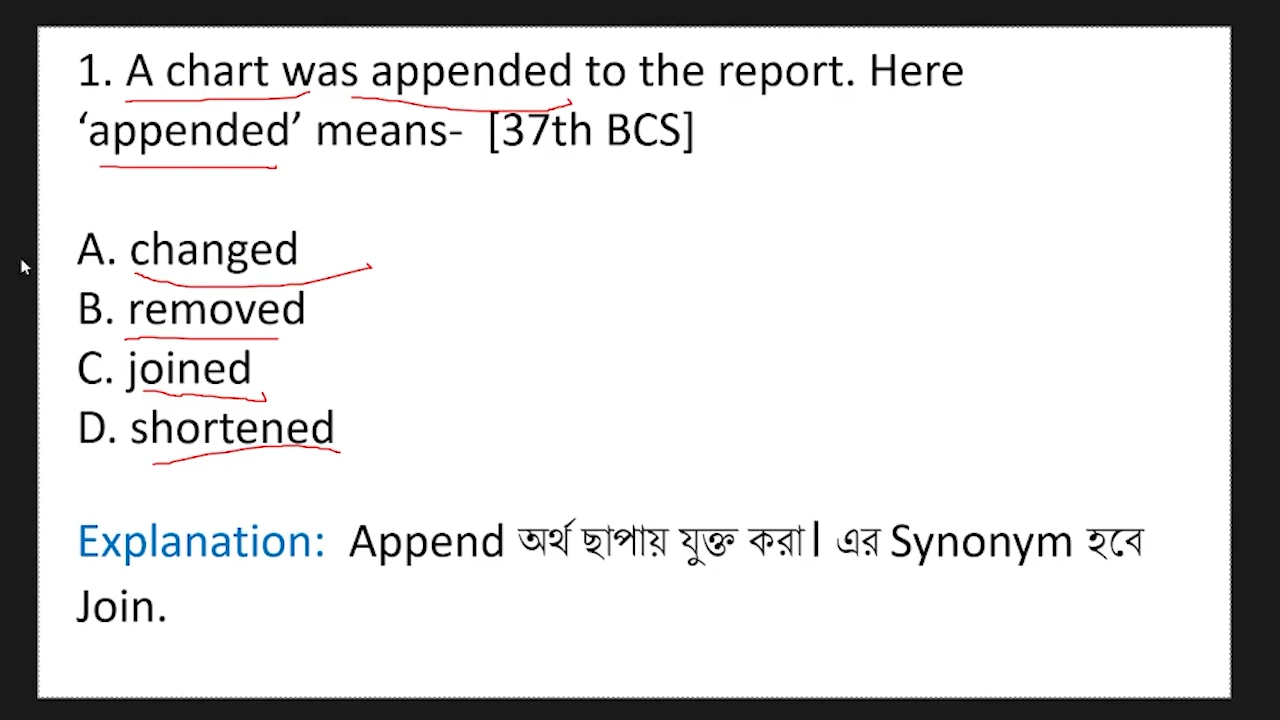 1. A chart was appended to the report. Here
‘appended’ means- [37th BCS]
A. changed
B. removed
C. joined
D. shortened
Explanation: Append অর্থ ছাপায় যুক্ত করা। এর Synonym হবে
Join.